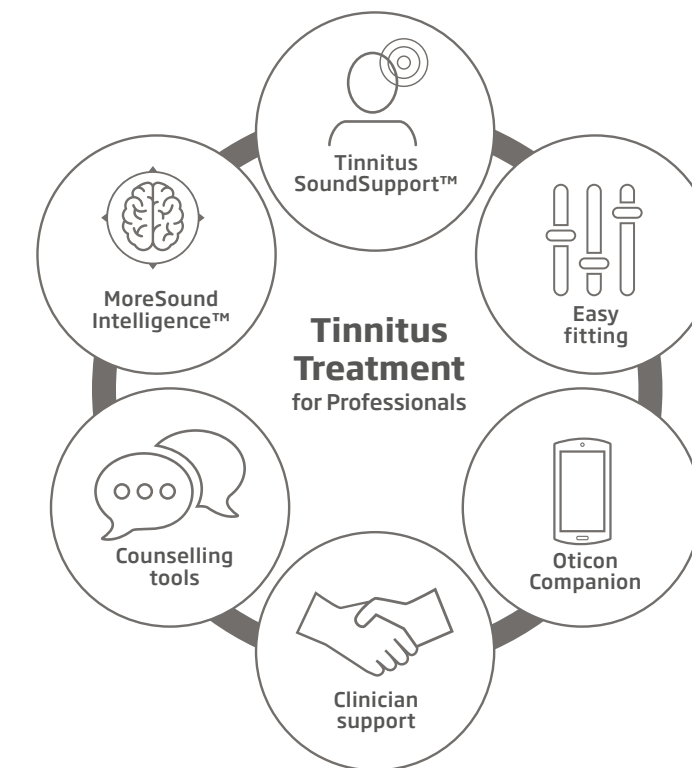 Tinnitus
SoundSupport™
MoreSound
Intelligence™
Easy
fitting
Tinnitus
Treatment
for Professionals
Counselling
tools
Oticon
Companion
Clinician
support